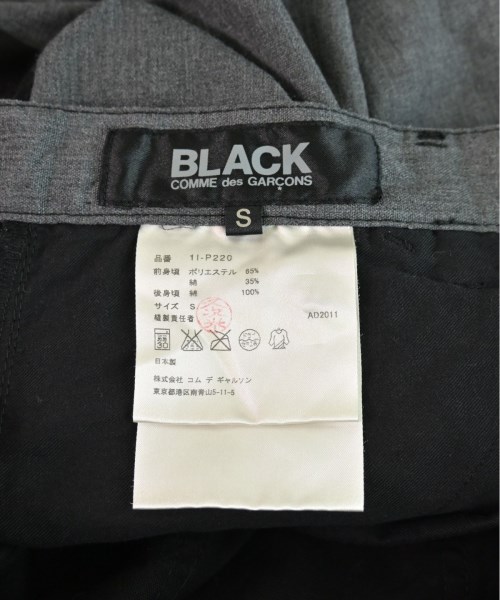 BLACK
COMME des GARÇONS
S
品番 1I-P220
前身頃 ポリエステル 65%
綿 35%
後身頃 綿 100%
サイズ S
縫製責任者
AD2011
日本製
株式会社 コム デ ギャルソン
東京都港区南青山5-11-5